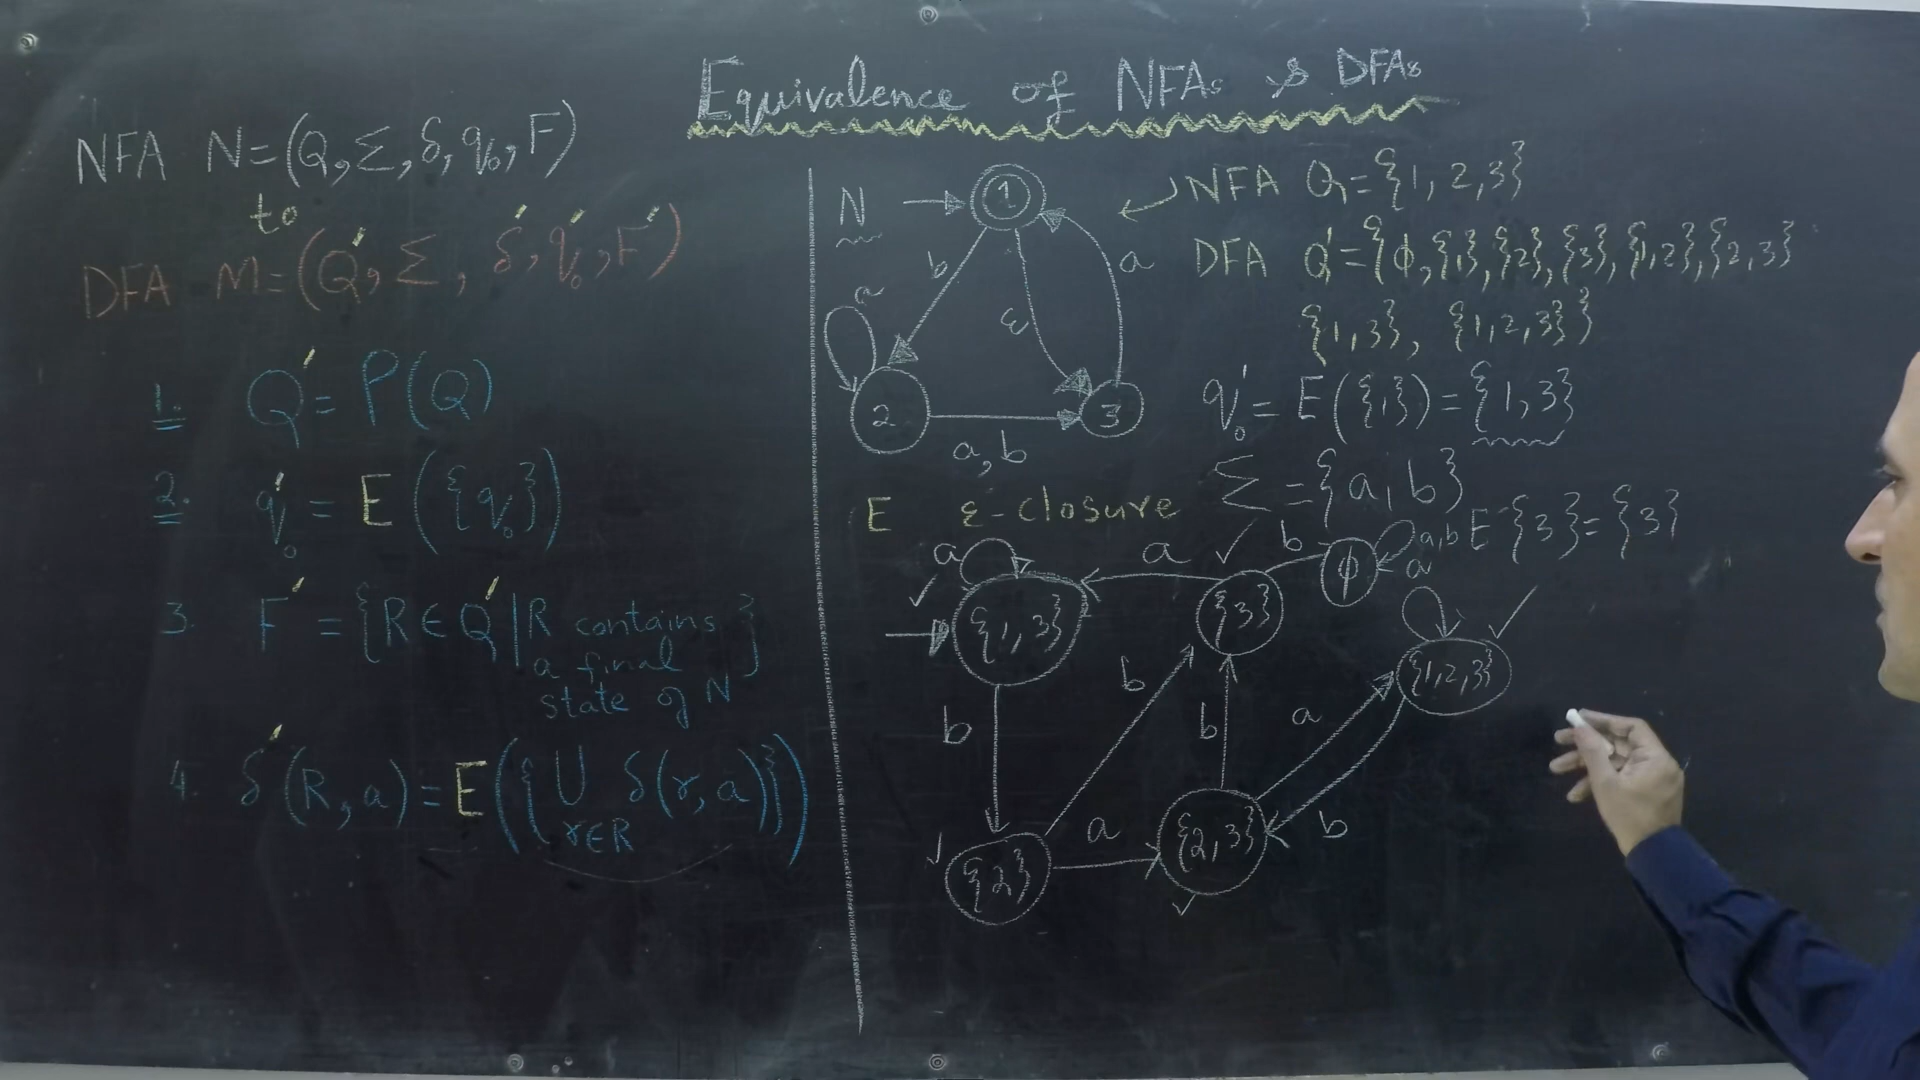 Equivalence of NFAs & DFAs
NFA N=(Q, Σ, δ, q₀, F)
to
DFA M=(Q', Σ, δ', q₀', F')
1. Q' = P(Q)
2. q₀' = E({q₀})
3. F' = {R ∈ Q' | R contains
a final
state of N }
4. δ'(R, a) = E({ ∪ δ(r, a)})
r∈R
N
1
b
ε
a
a
2
3
a, b
NFA Q={1, 2, 3}
DFA Q'={ϕ, {1}, {2}, {3}, {1,2}, {2,3}
{1,3}, {1,2,3}}
q₀' = E({1}) = {1,3}
Σ = {a, b}
E ε-closure
E {3} = {3}
a
a
b
a,b
a
{1,3}
{3}
ϕ
{1,2,3}
b
b
b
a
b
a
{2}
{2,3}